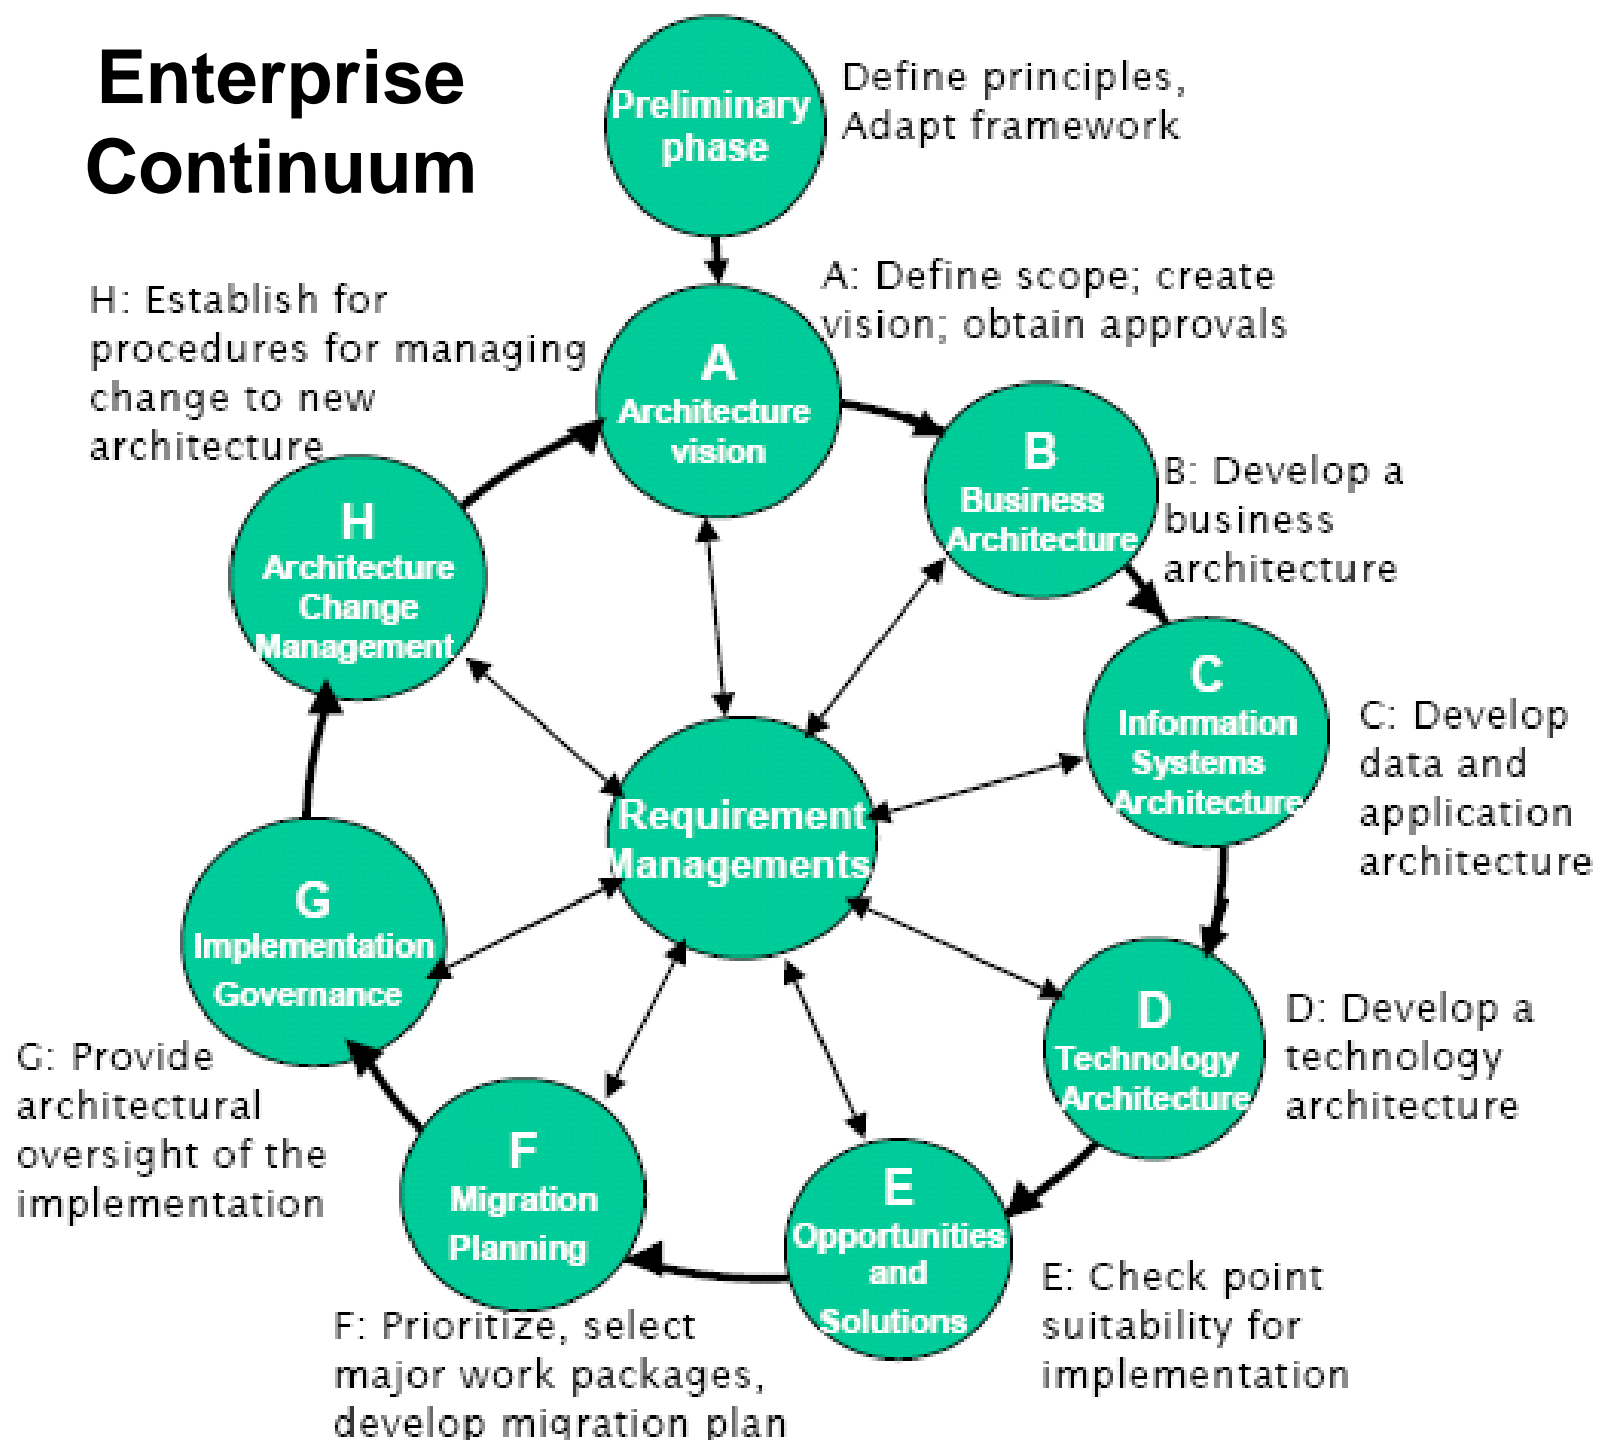 Enterprise
Continuum
Preliminary
phase
Define principles,
Adapt framework
A: Define scope; create
vision; obtain approvals
A
Architecture
vision
B
Business
Architecture
B: Develop a
business
architecture
C
Information
Systems
Architecture
C: Develop
data and
application
architecture
D
Technology
Architecture
D: Develop a
technology
architecture
E
Opportunities
and
Solutions
E: Check point
suitability for
implementation
F
Migration
Planning
F: Prioritize, select
major work packages,
develop migration plan
G
Implementation
Governance
G: Provide
architectural
oversight of the
implementation
H: Establish for
procedures for managing
change to new
architecture
H
Architecture
Change
Management
Requirement
Managements